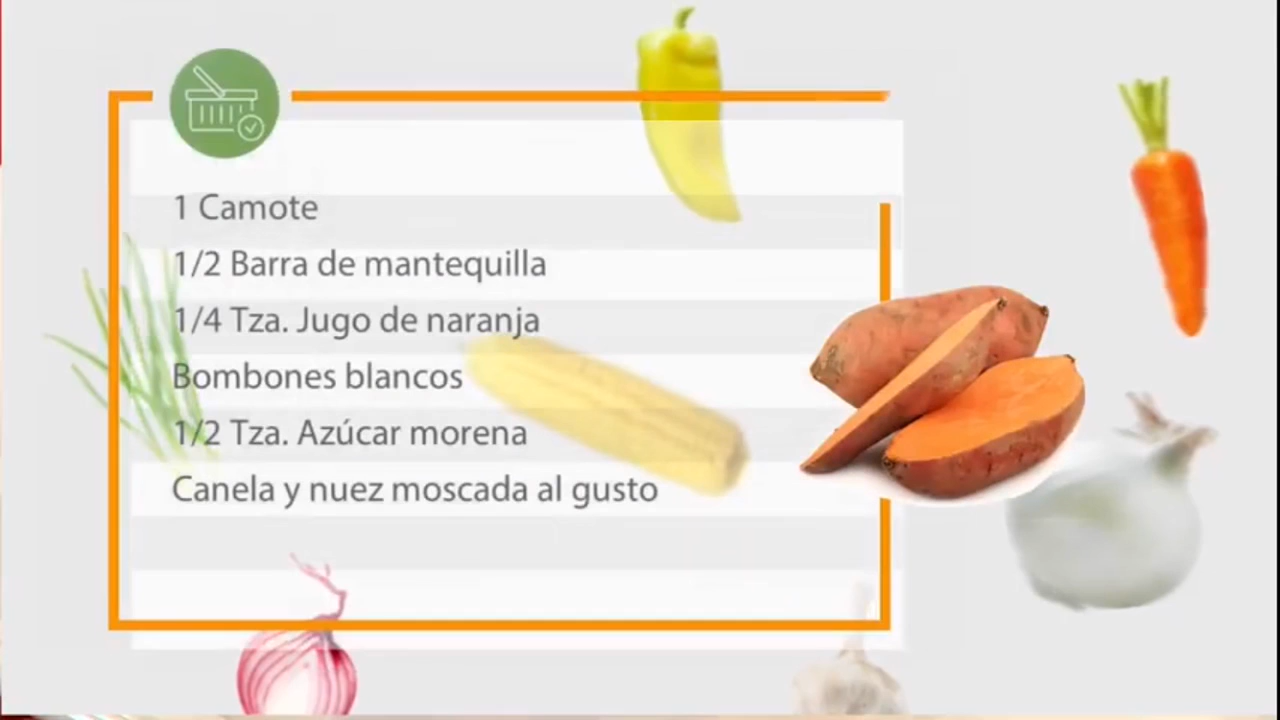 1 Camote
1/2 Barra de mantequilla
1/4 Tza. Jugo de naranja
Bombones blancos
1/2 Tza. Azúcar morena
Canela y nuez moscada al gusto